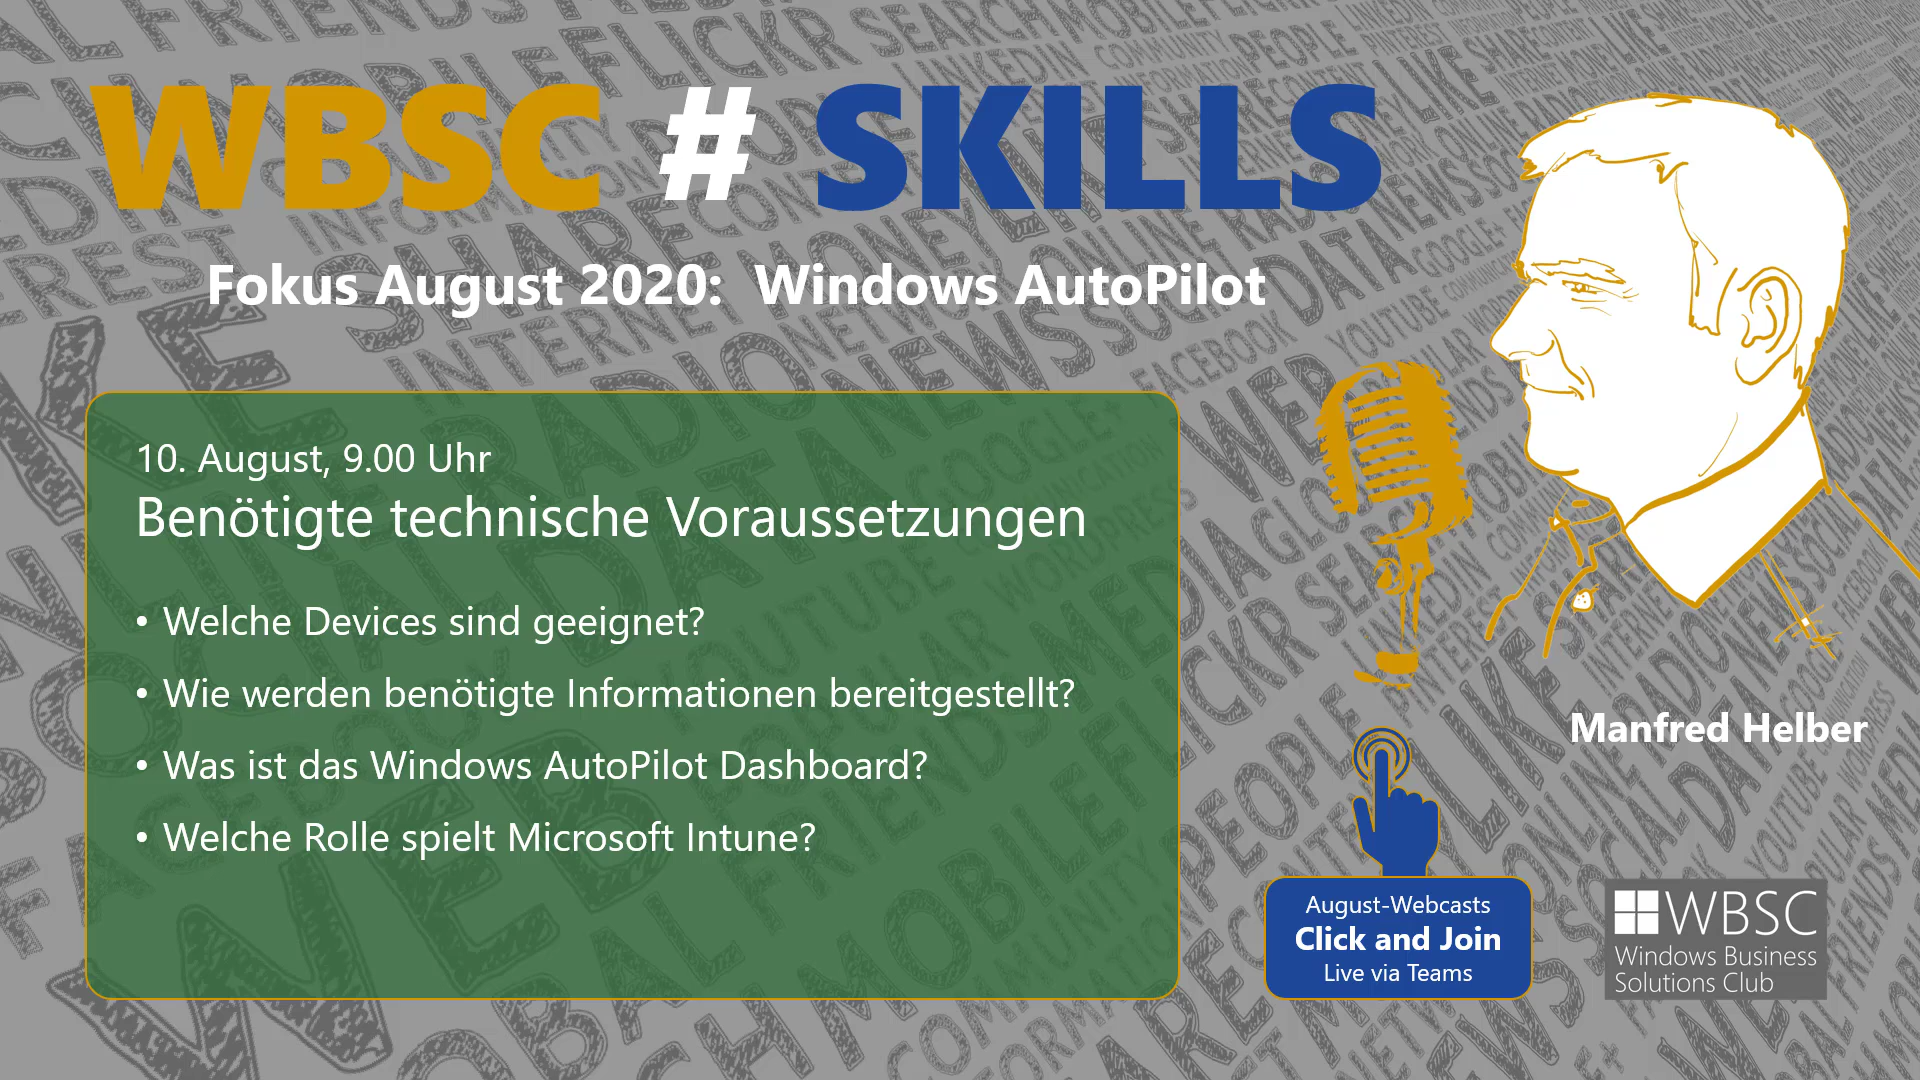 WBSC # SKILLS
Fokus August 2020: Windows AutoPilot
10. August, 9.00 Uhr
Benötigte technische Voraussetzungen
• Welche Devices sind geeignet?
• Wie werden benötigte Informationen bereitgestellt?
• Was ist das Windows AutoPilot Dashboard?
• Welche Rolle spielt Microsoft Intune?
Manfred Helber
August-Webcasts
Click and Join
Live via Teams
WBSC
Windows Business
Solutions Club